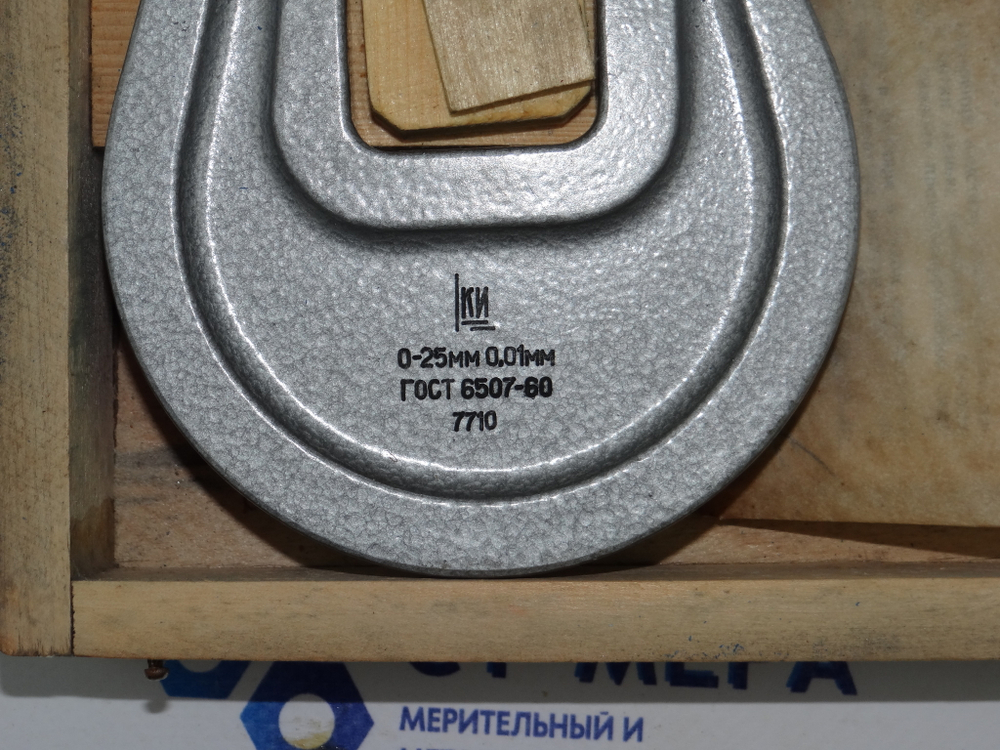 КИ
0-25мм 0,01мм
ГОСТ 6507-60
7710
МЕРИТЕЛЬНЫЙ И